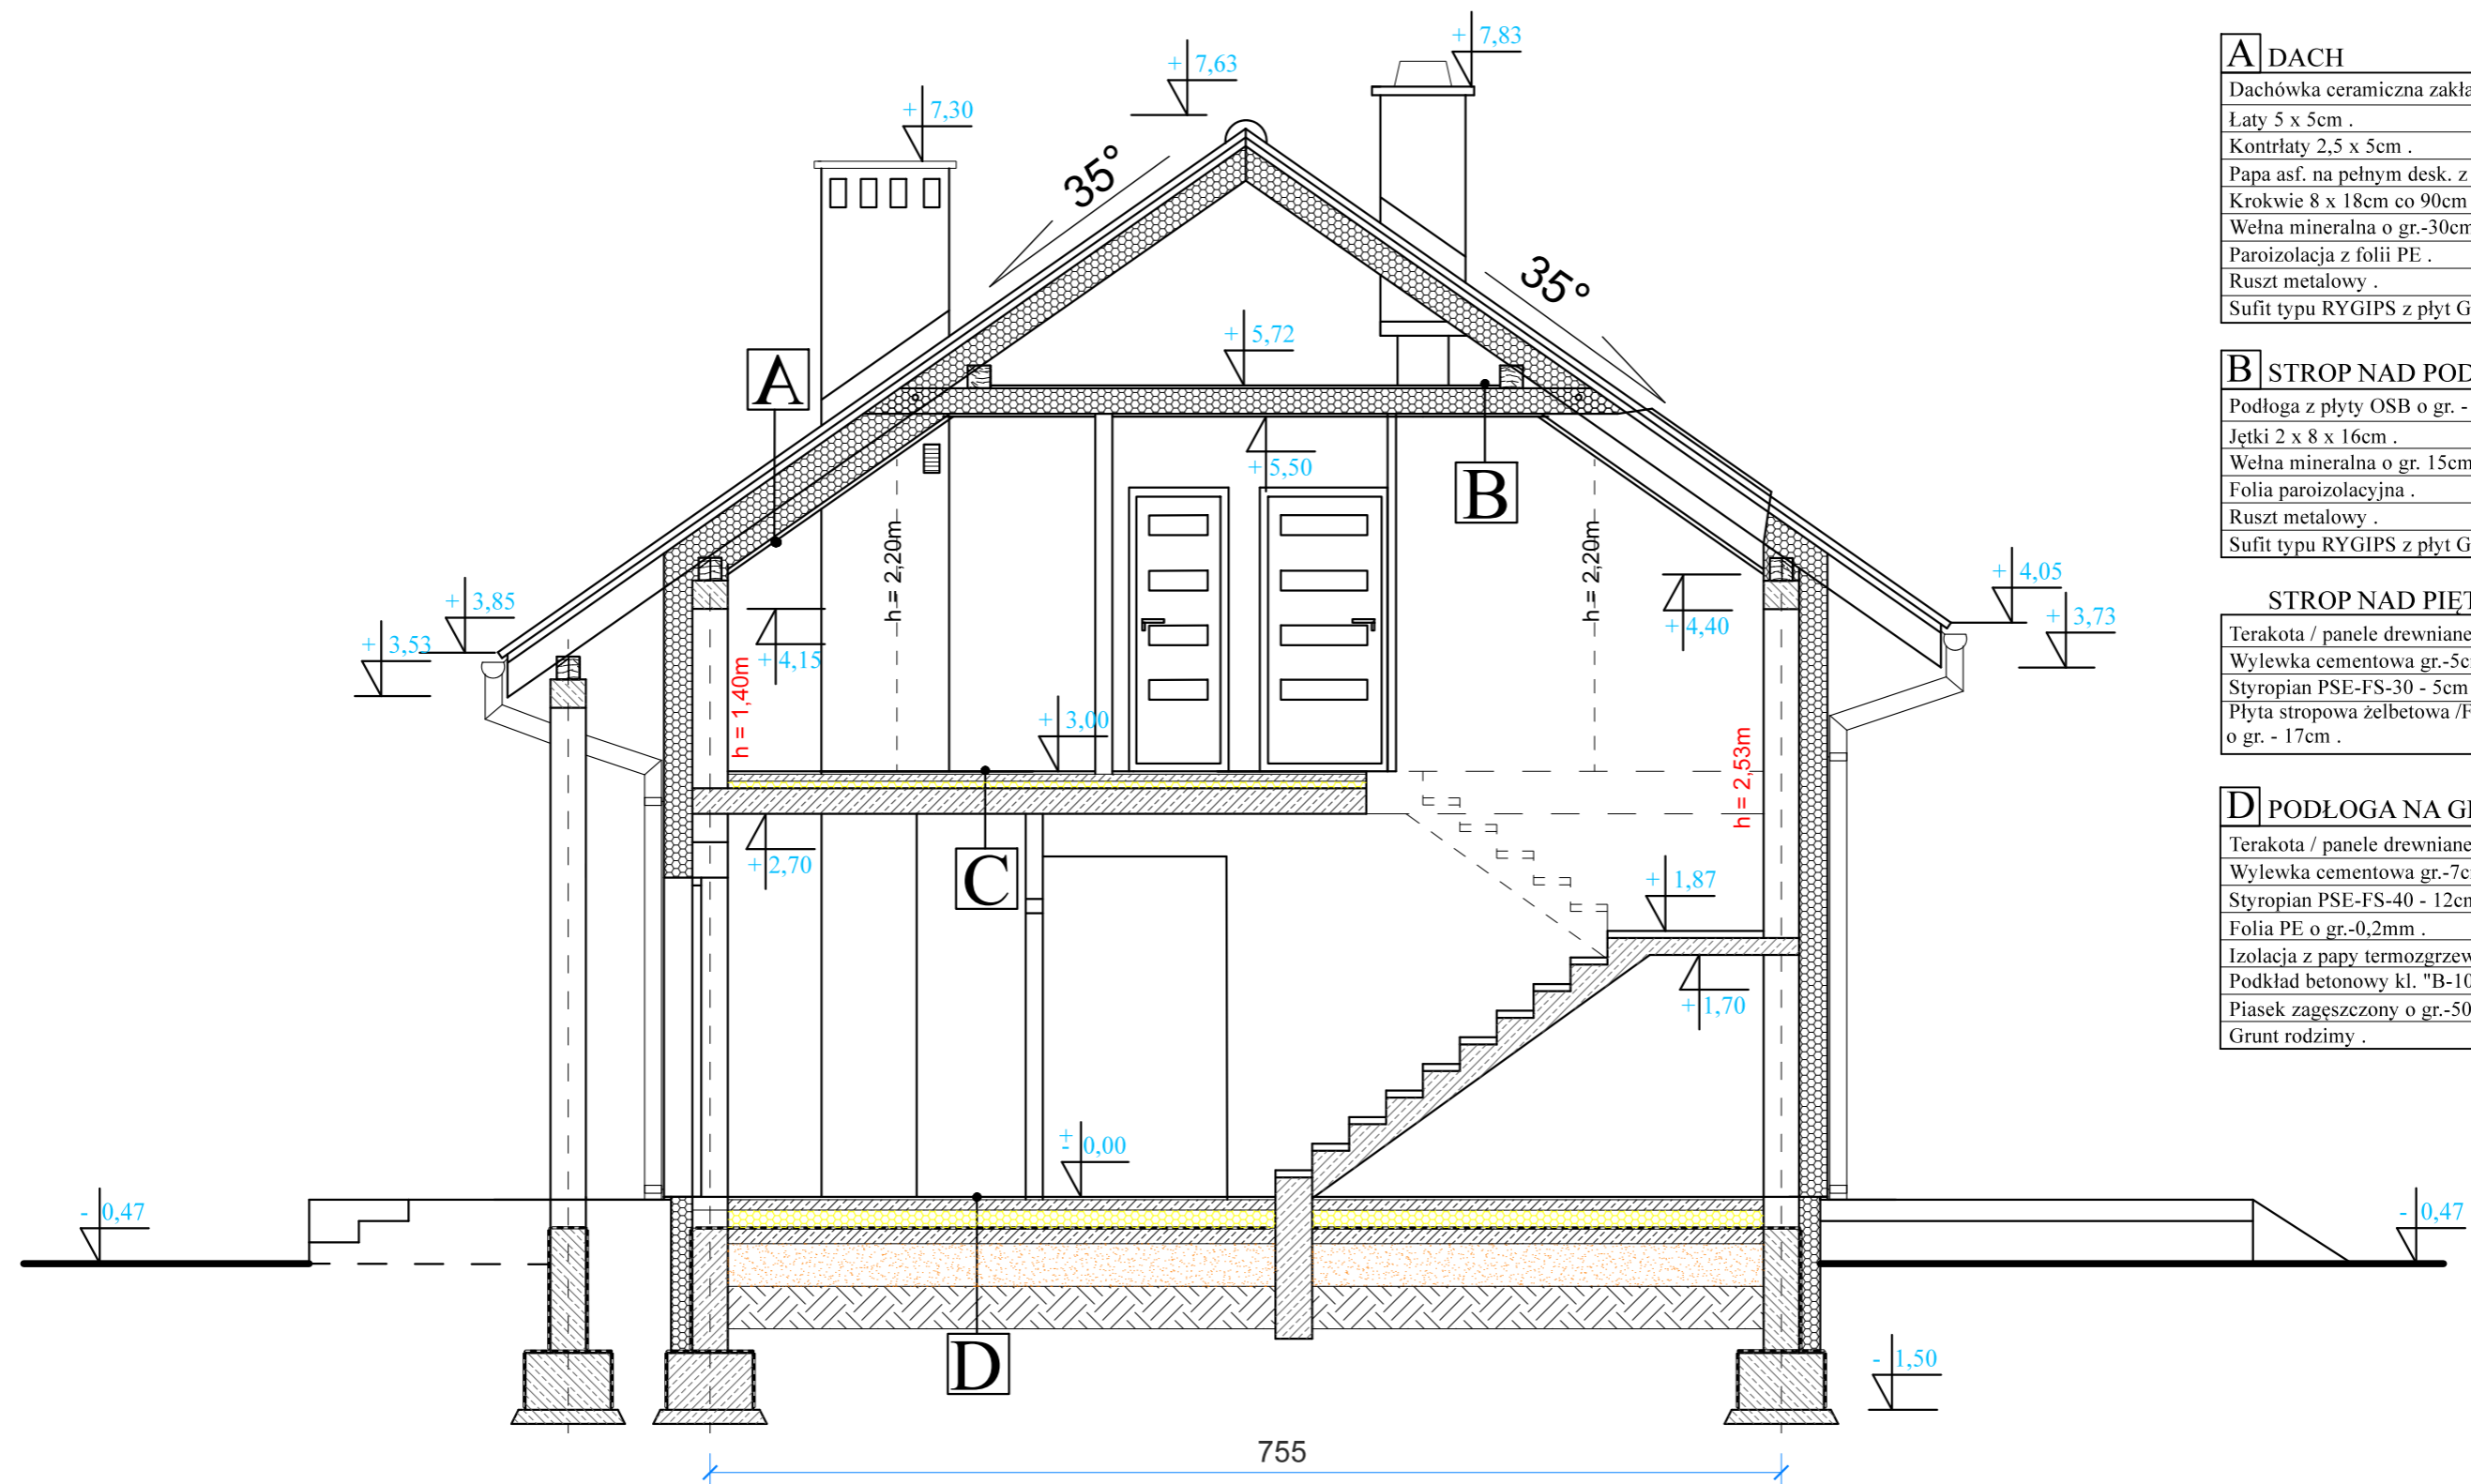 + 7,83
+ 7,63
+ 7,30
35°
35°
A
+ 5,72
+ 5,50
B
h = 2,20m
h = 2,20m
+ 4,05
+ 3,85
+ 3,73
+ 3,53
+ 4,15
+ 4,40
h = 1,40m
h = 2,53m
+ 3,00
+ 2,70
C
+ 1,87
+ 1,70
± 0,00
- 0,47
- 0,47
D
- 1,50
755
A DACH
Dachówka ceramiczna zakła
Łaty 5 x 5cm .
Kontrłaty 2,5 x 5cm .
Papa asf. na pełnym desk. z
Krokwie 8 x 18cm co 90cm
Wełna mineralna o gr.-30cm
Paroizolacja z folii PE .
Ruszt metalowy .
Sufit typu RYGIPS z płyt G
B STROP NAD POD
Podłoga z płyty OSB o gr. -
Jętki 2 x 8 x 16cm .
Wełna mineralna o gr. 15cm
Folia paroizolacyjna .
Ruszt metalowy .
Sufit typu RYGIPS z płyt G
STROP NAD PIĘT
Terakota / panele drewniane
Wylewka cementowa gr.-5c
Styropian PSE-FS-30 - 5cm
Płyta stropowa żelbetowa /F
o gr. - 17cm .
D PODŁOGA NA G
Terakota / panele drewniane
Wylewka cementowa gr.-7c
Styropian PSE-FS-40 - 12cm
Folia PE o gr.-0,2mm .
Izolacja z papy termozgrzew
Podkład betonowy kl. "B-10
Piasek zagęszczony o gr.-50
Grunt rodzimy .